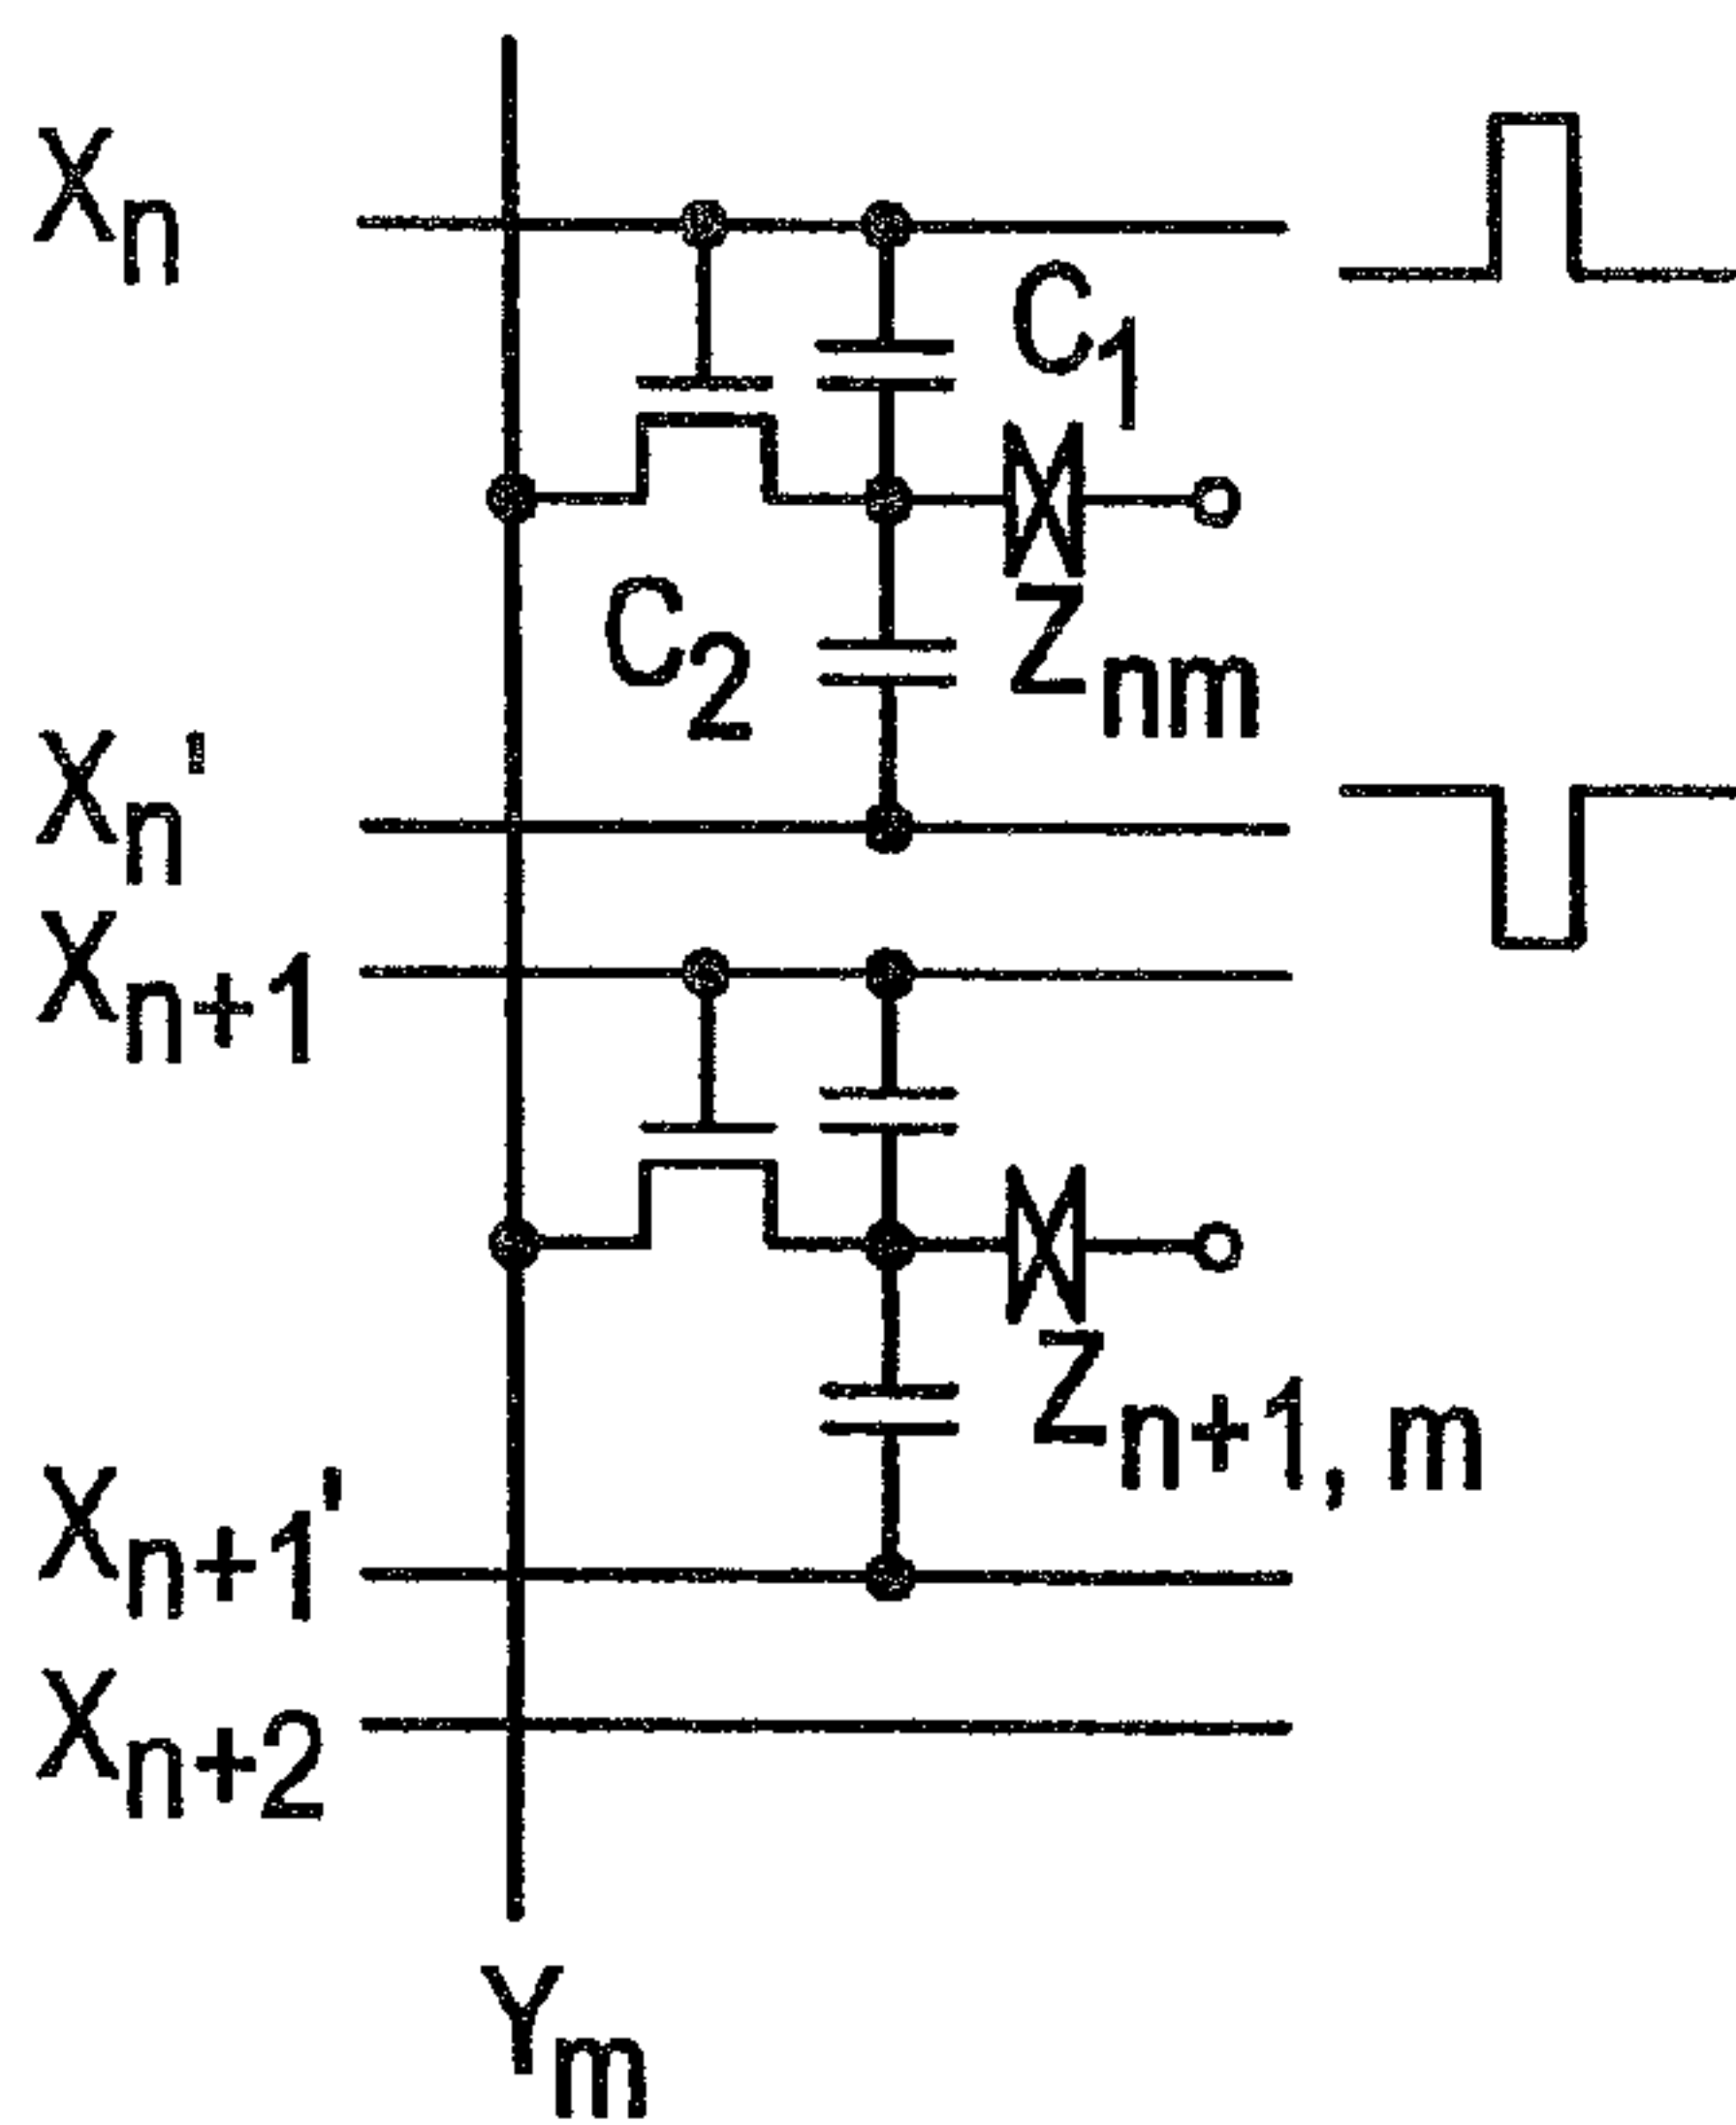 Xn
C1
C2
Znm
Xn'
Xn+1
Zn+1, m
Xn+1'
Xn+2
Ym